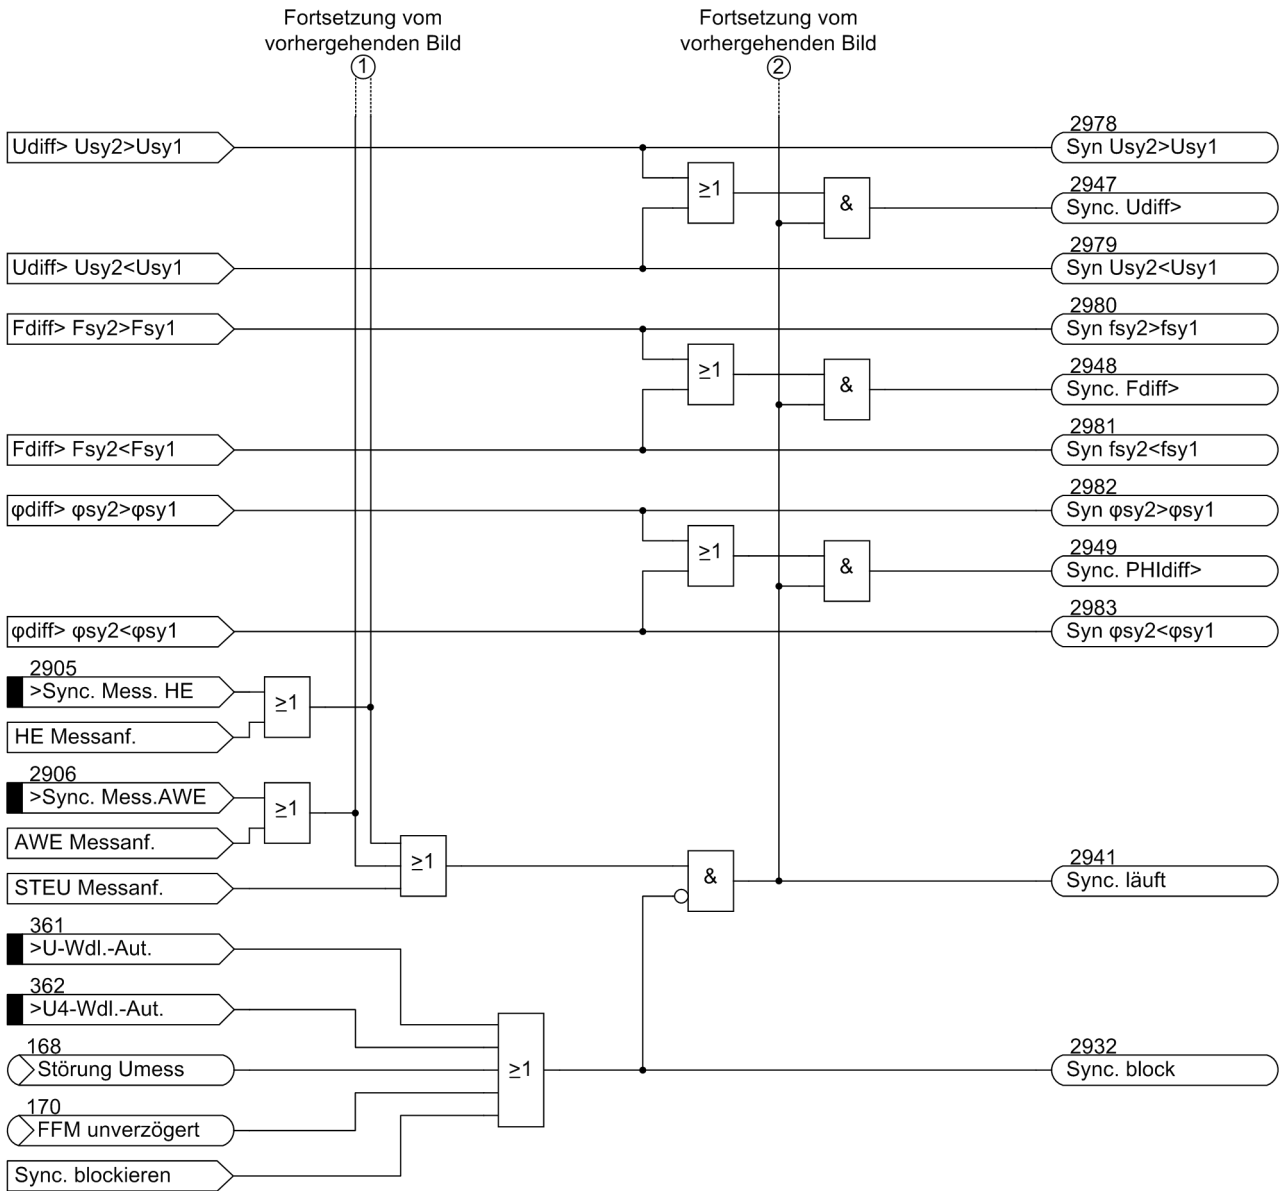 Fortsetzung vom
vorhergehenden Bild
1
Fortsetzung vom
vorhergehenden Bild
2
Udiff> Usy2>Usy1
2978
Syn Usy2>Usy1
≥1
&
2947
Sync. Udiff>
Udiff> Usy2<Usy1
2979
Syn Usy2<Usy1
Fdiff> Fsy2>Fsy1
2980
Syn fsy2>fsy1
≥1
&
2948
Sync. Fdiff>
Fdiff> Fsy2<Fsy1
2981
Syn fsy2<fsy1
φdiff> φsy2>φsy1
2982
Syn φsy2>φsy1
≥1
&
2949
Sync. PHIdiff>
φdiff> φsy2<φsy1
2983
Syn φsy2<φsy1
2905
>Sync. Mess. HE
≥1
HE Messanf.
2906
>Sync. Mess.AWE
≥1
AWE Messanf.
≥1
STEU Messanf.
&
2941
Sync. läuft
361
>U-Wdl.-Aut.
362
>U4-Wdl.-Aut.
168
Störung Umess
≥1
2932
Sync. block
170
FFM unverzögert
Sync. blockieren